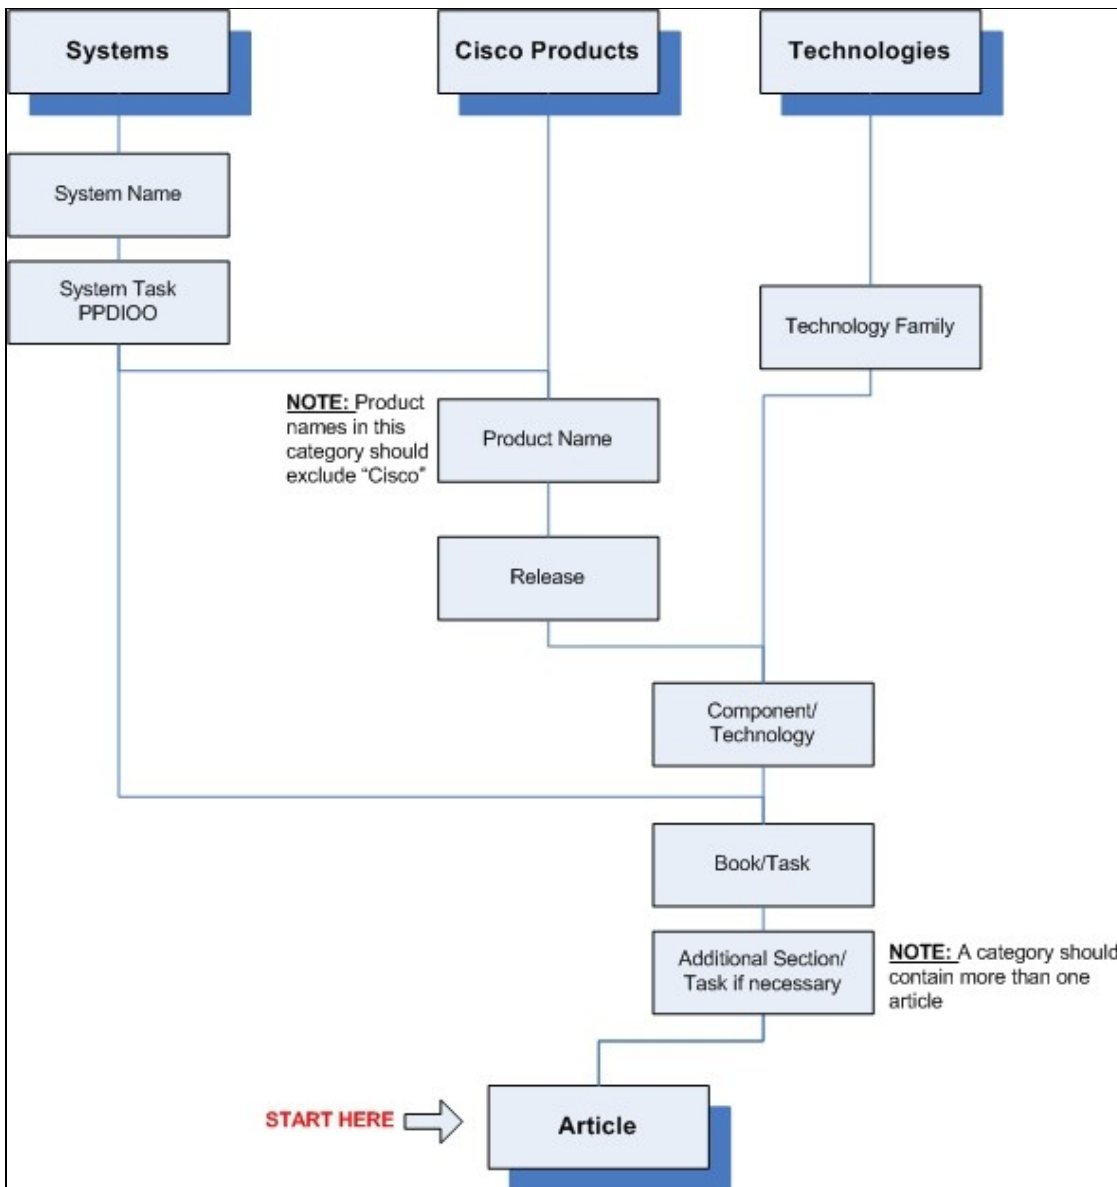 Systems
Cisco Products
Technologies
System Name
System Task
PPDIOO
Technology Family
NOTE: Product
names in this
category should
exclude “Cisco”
Product Name
Release
Component/
Technology
Book/Task
Additional Section/
Task if necessary
NOTE: A category should
contain more than one
article
START HERE
Article